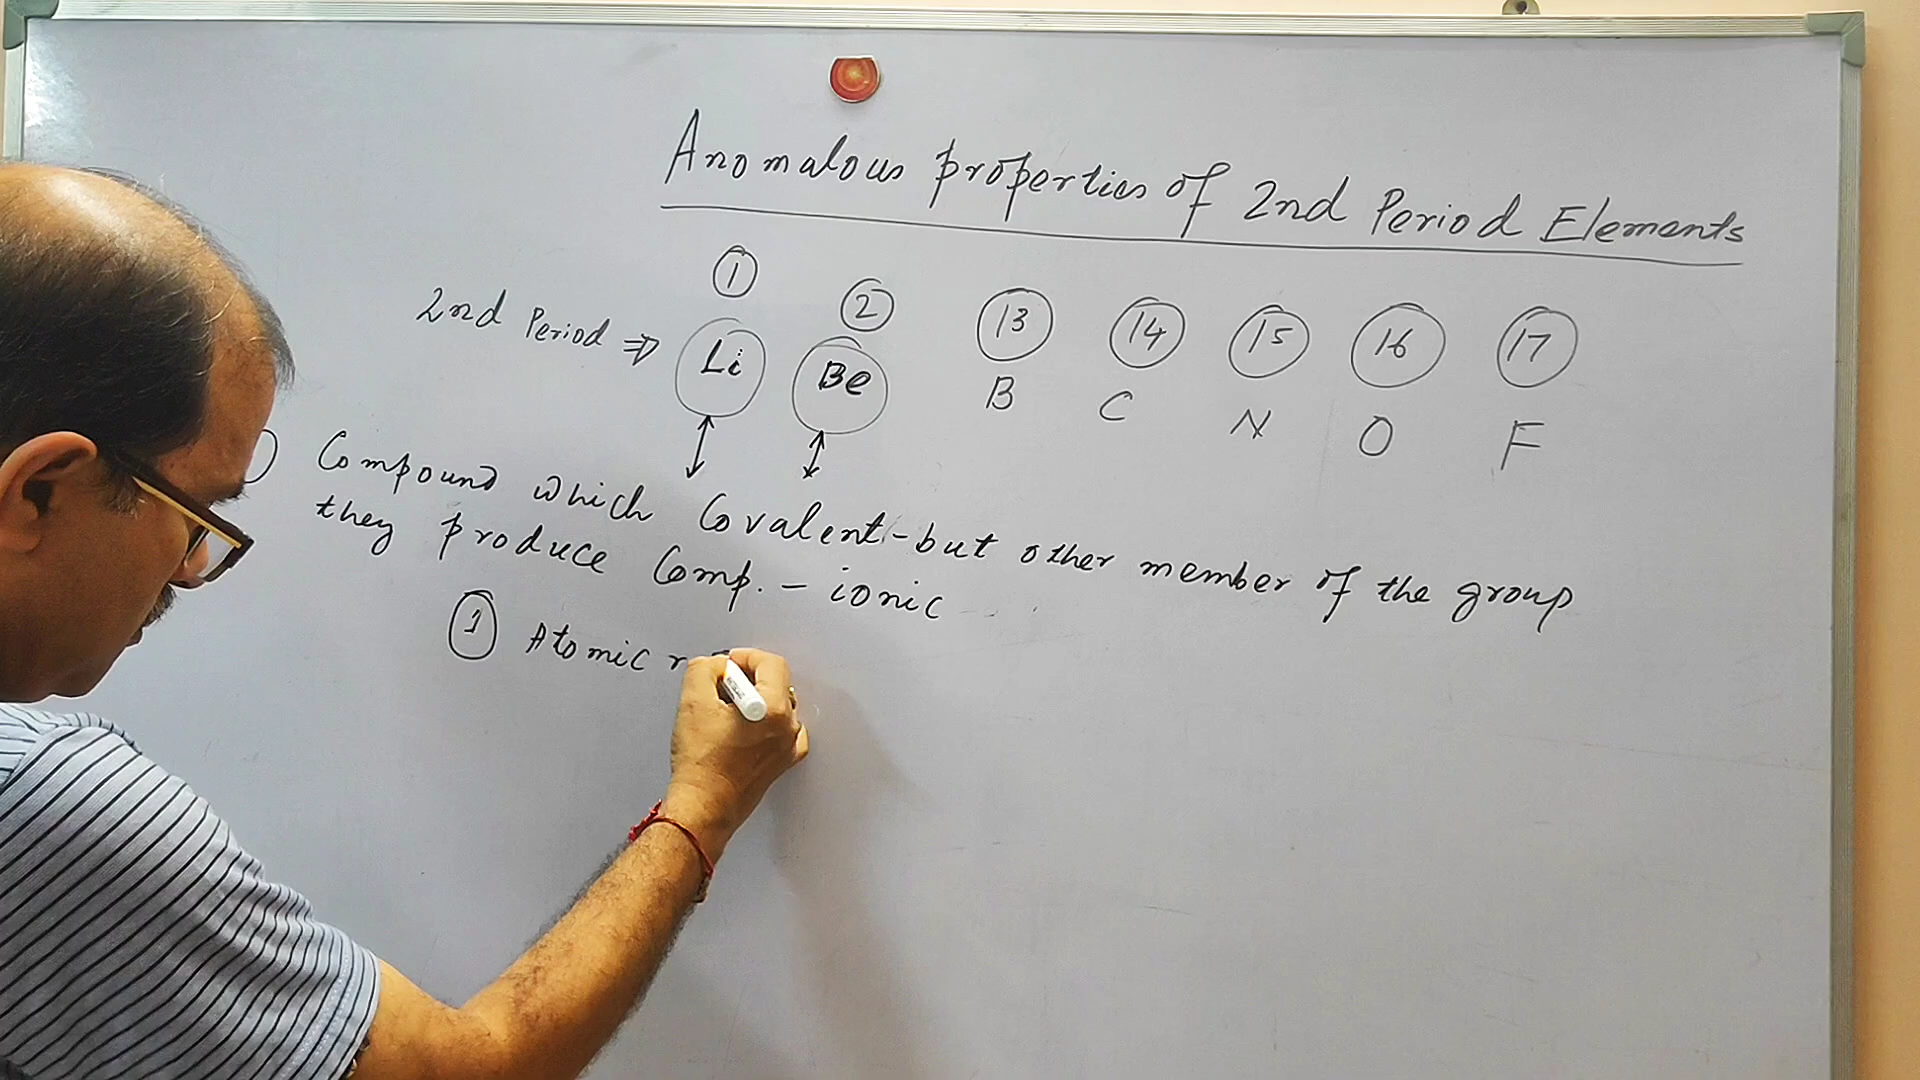 Anomalous properties of 2nd Period Elements
1 2 13 14 15 16 17
2nd Period ⇒ Li Be B C N O F
Compound which Covalent - but other member of the group
they produce Comp. - ionic
1 Atomic